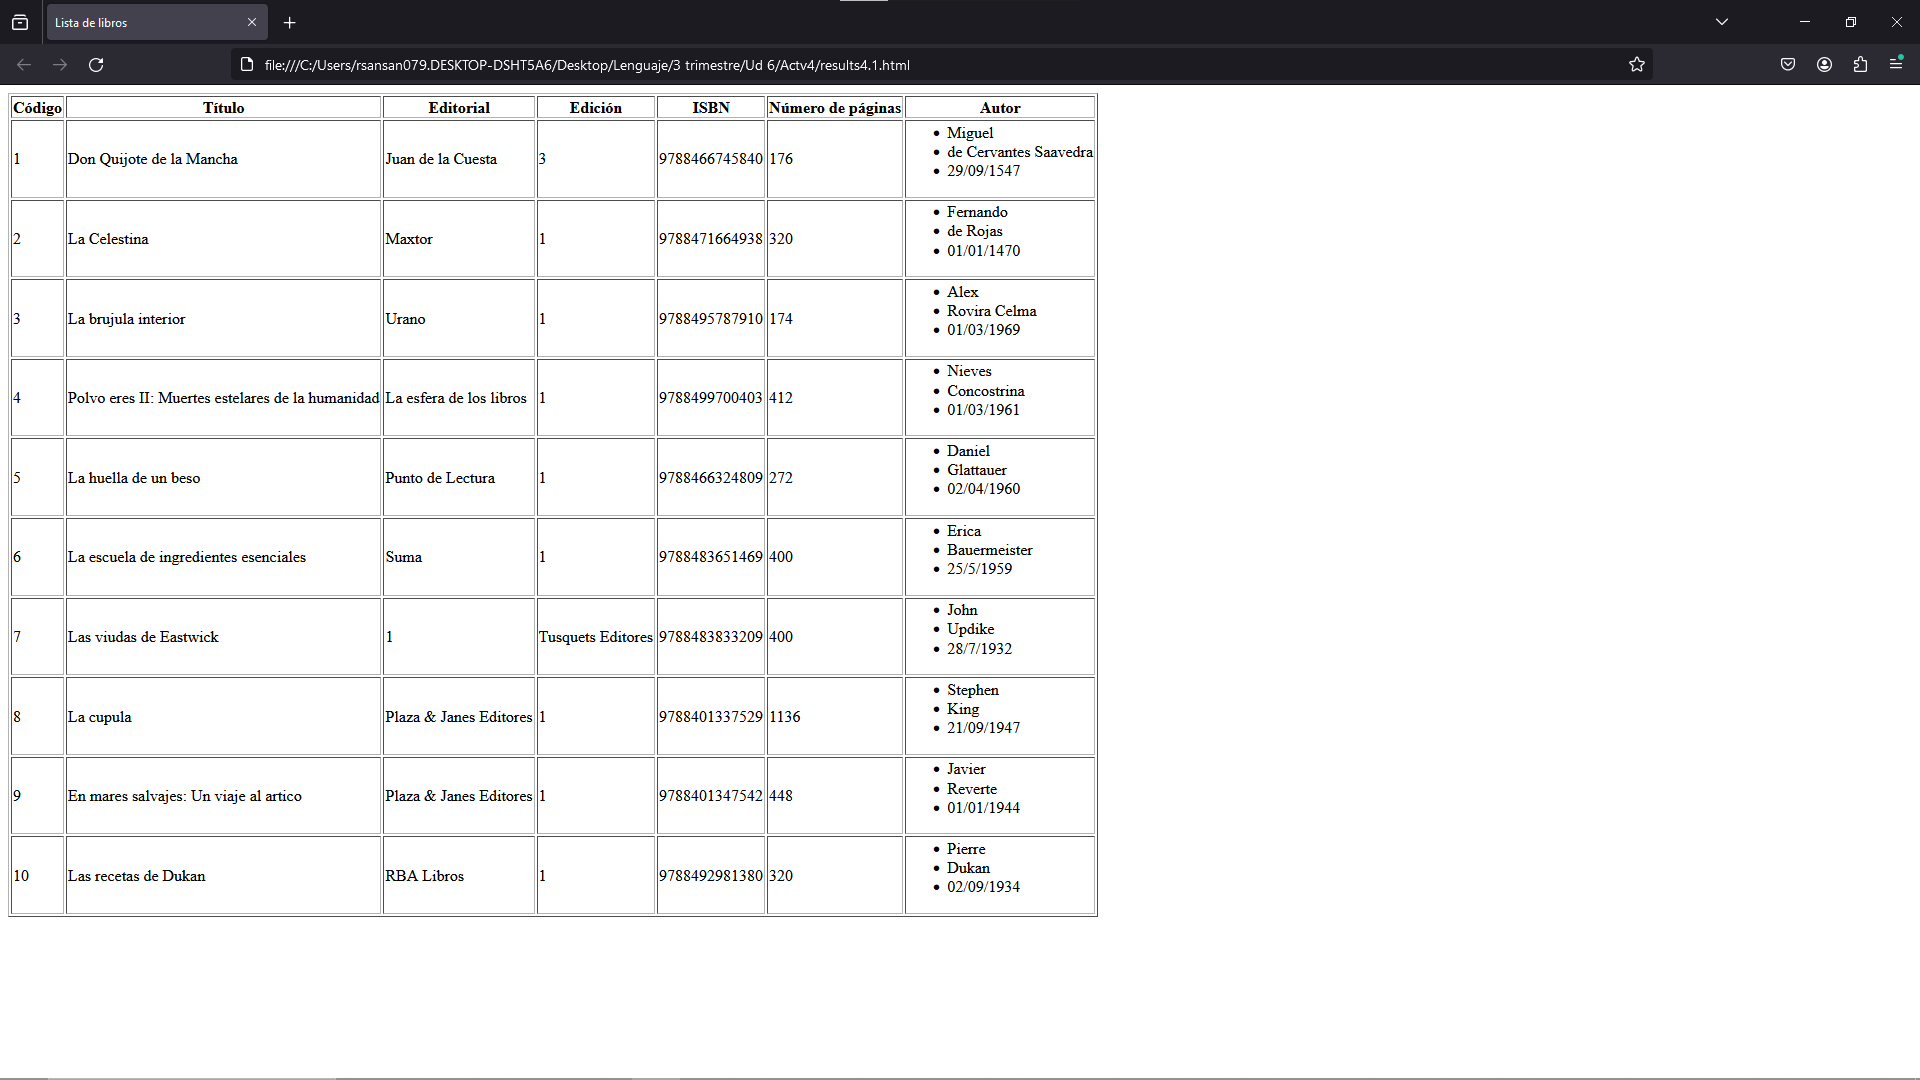 Lista de libros
file:///C:/Users/rsansan079.DESKTOP-DSHT5A6/Desktop/Lenguaje/3 trimestre/Ud 6/Actv4/results4.1.html
Código Título Editorial Edición ISBN Número de páginas Autor
1 Don Quijote de la Mancha Juan de la Cuesta 3 9788466745840 176
• Miguel
• de Cervantes Saavedra
• 29/09/1547
2 La Celestina Maxtor 1 9788471664938 320
• Fernando
• de Rojas
• 01/01/1470
3 La brujula interior Urano 1 9788495787910 174
• Alex
• Rovira Celma
• 01/03/1969
4 Polvo eres II: Muertes estelares de la humanidad La esfera de los libros 1 9788499700403 412
• Nieves
• Concostrina
• 01/03/1961
5 La huella de un beso Punto de Lectura 1 9788466324809 272
• Daniel
• Glattauer
• 02/04/1960
6 La escuela de ingredientes esenciales Suma 1 9788483651469 400
• Erica
• Bauermeister
• 25/5/1959
7 Las viudas de Eastwick 1 Tusquets Editores 9788483833209 400
• John
• Updike
• 28/7/1932
8 La cupula Plaza & Janes Editores 1 9788401337529 1136
• Stephen
• King
• 21/09/1947
9 En mares salvajes: Un viaje al artico Plaza & Janes Editores 1 9788401347542 448
• Javier
• Reverte
• 01/01/1944
10 Las recetas de Dukan RBA Libros 1 9788492981380 320
• Pierre
• Dukan
• 02/09/1934